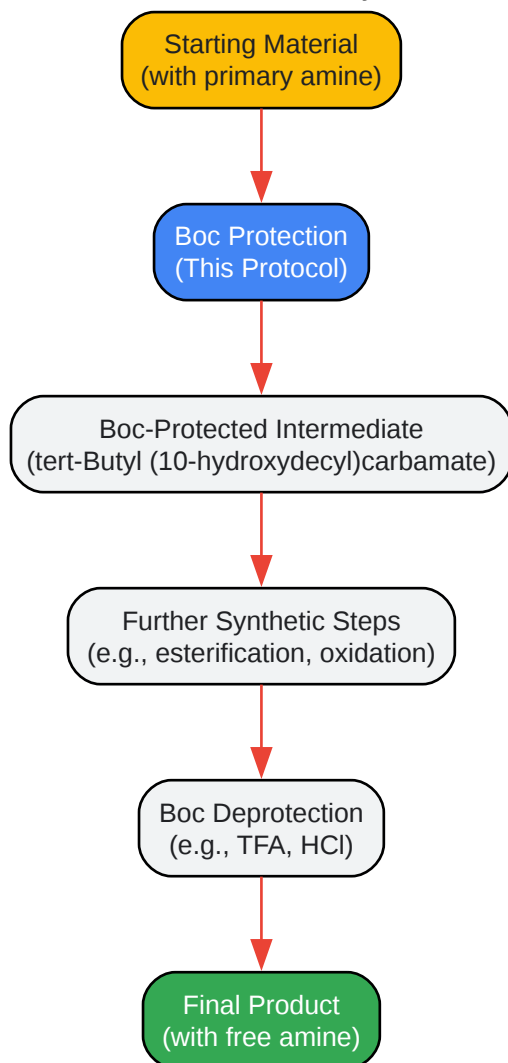 Starting Material
(with primary amine)
Boc Protection
(This Protocol)
Boc-Protected Intermediate
(tert-Butyl (10-hydroxydecyl)carbamate)
Further Synthetic Steps
(e.g., esterification, oxidation)
Boc Deprotection
(e.g., TFA, HCl)
Final Product
(with free amine)